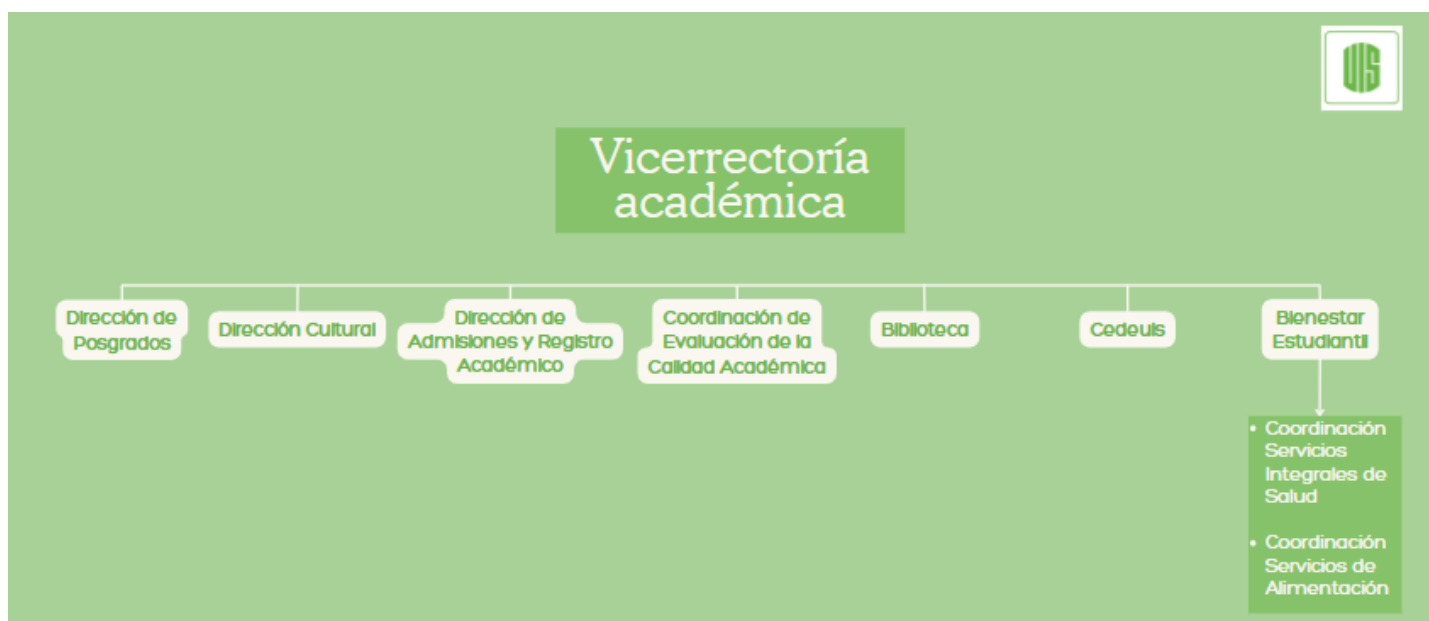 UIS
Vicerrectoría
académica
Dirección de
Posgrados
Dirección Cultural
Dirección de
Admisiones y Registro
Académico
Coordinación de
Evaluación de la
Calidad Académica
Biblioteca
Cedeuis
Bienestar
Estudiantil
• Coordinación
Servicios
Integrales de
Salud
• Coordinación
Servicios de
Alimentación